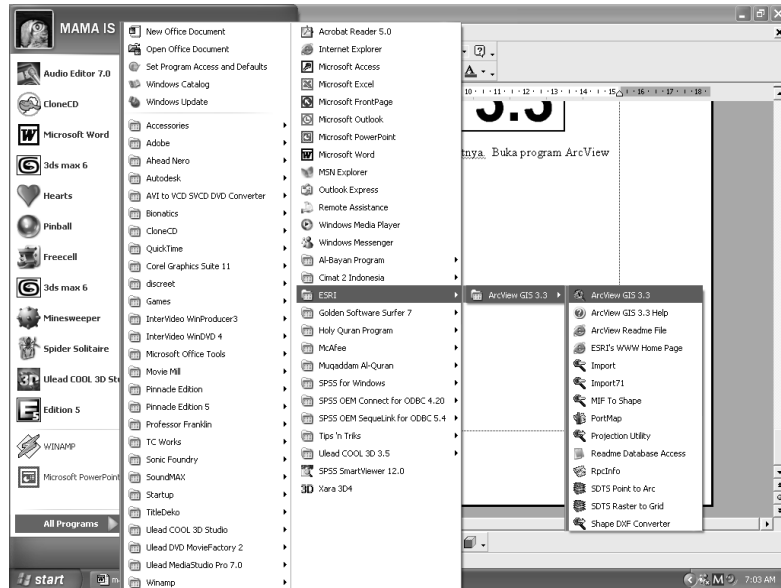 MAMA IS
Audio Editor 7.0
CloneCD
Microsoft Word
3ds max 6
Hearts
Pinball
Freecell
3ds max 6
Minesweeper
Spider Solitaire
Ulead COOL 3D St
Edition 5
WINAMP
Microsoft PowerPoint
All Programs
start
New Office Document
Open Office Document
Set Program Access and Defaults
Windows Catalog
Windows Update
Accessories
Adobe
Ahead Nero
Autodesk
AVI to VCD SVCD DVD Converter
Bionatics
CloneCD
QuickTime
Corel Graphics Suite 11
discreet
Games
InterVideo WinProducer3
InterVideo WinDVD 4
Microsoft Office Tools
Movie Mill
Pinnacle Edition
Pinnacle Edition 5
Professor Franklin
TC Works
Sonic Foundry
SoundMAX
Startup
TitleDeko
Ulead COOL 3D Studio
Ulead DVD MovieFactory 2
Ulead MediaStudio Pro 7.0
Winamp
Acrobat Reader 5.0
Internet Explorer
Microsoft Access
Microsoft Excel
Microsoft FrontPage
Microsoft Outlook
Microsoft PowerPoint
Microsoft Word
MSN Explorer
Outlook Express
Remote Assistance
Windows Media Player
Windows Messenger
Al-Bayan Program
Cimat 2 Indonesia
ESRI
Golden Software Surfer 7
Holy Quran Program
McAfee
Muqaddam Al-Quran
SPSS for Windows
SPSS OEM Connect for ODBC 4.20
SPSS OEM SequeLink for ODBC 5.4
Tips 'n Triks
Ulead COOL 3D 3.5
SPSS SmartViewer 12.0
3D Xara 3D4
ArcView GIS 3.3
ArcView GIS 3.3
ArcView GIS 3.3 Help
ArcView Readme File
ESRI's WWW Home Page
Import
Import71
MIF To Shape
PortMap
Projection Utility
Readme Database Access
RpcInfo
SDTS Point to Arc
SDTS Raster to Grid
Shape DXF Converter
10 11 12 13 14 15 16 17 18
3.3
tnya. Buka program ArcView
7:03 AM